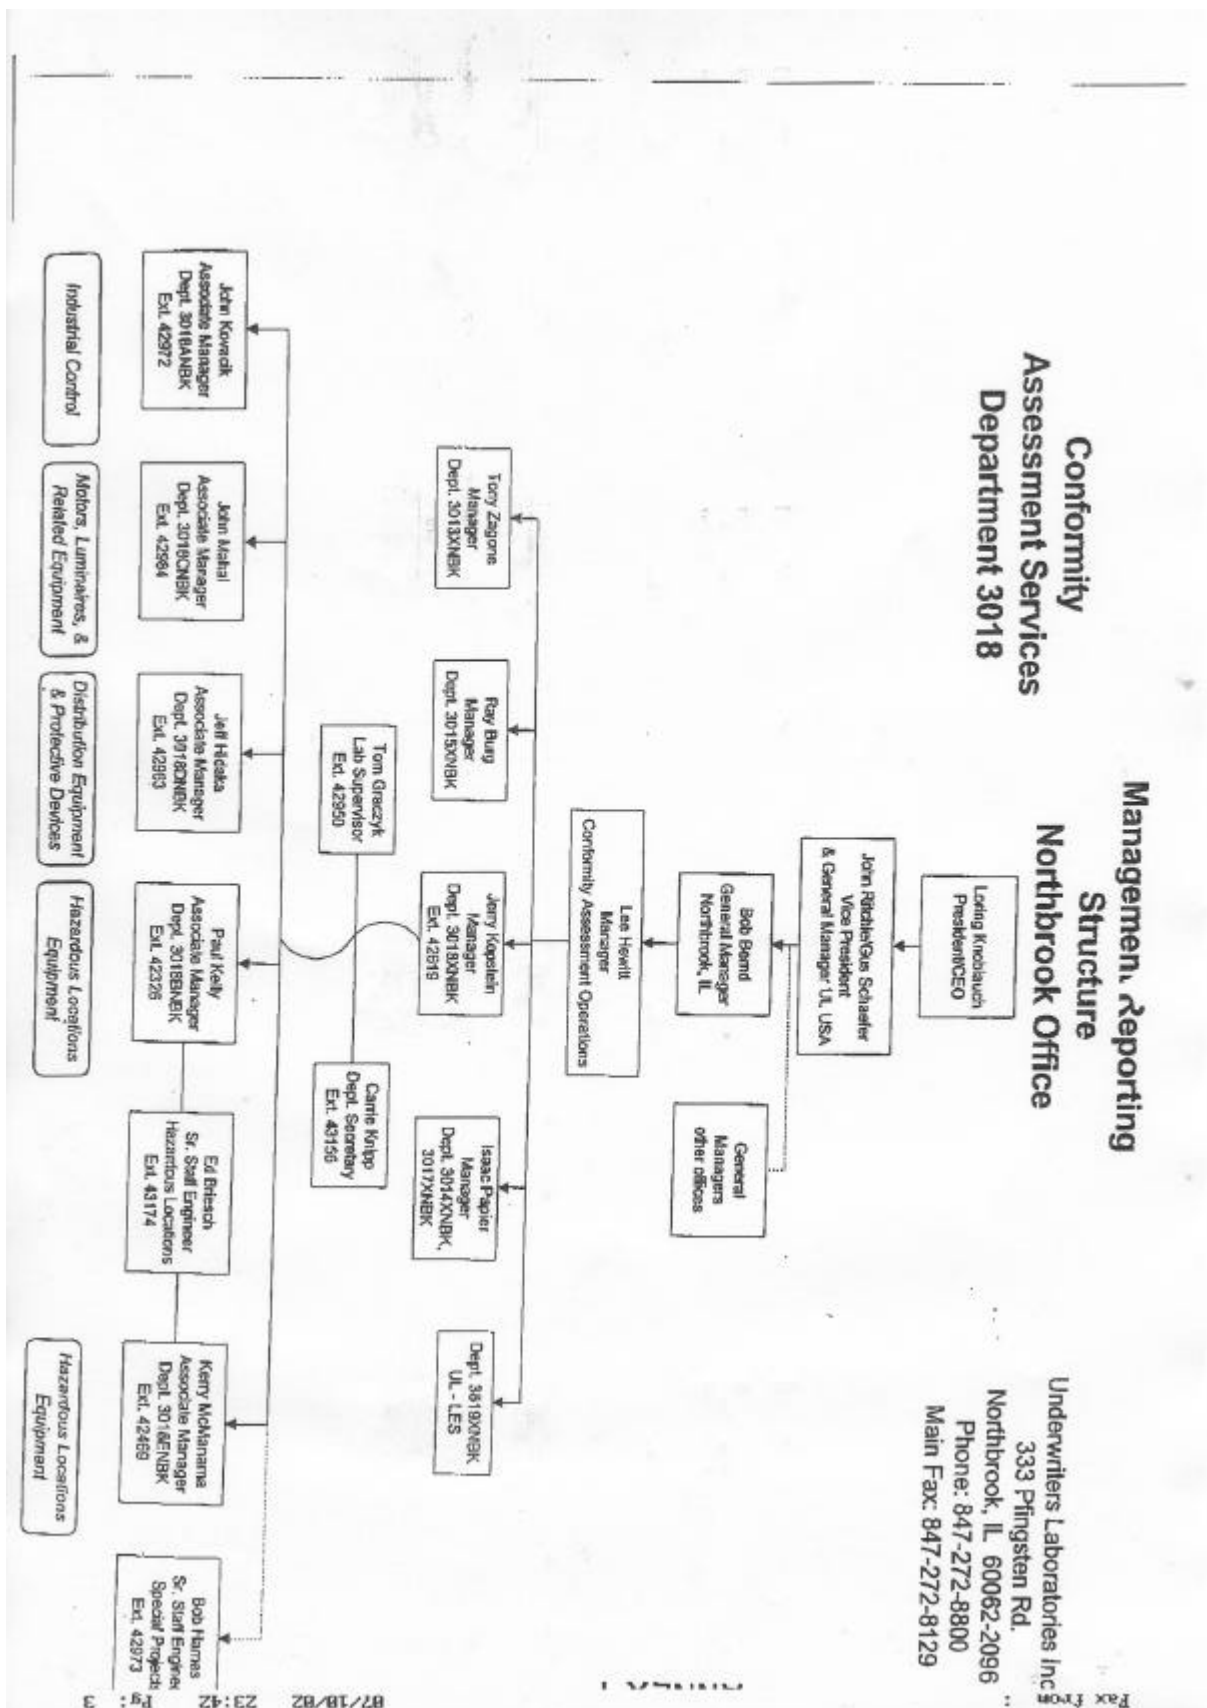 Conformity
Assessment Services
Department 3018
Management Reporting
Structure
Northbrook Office
Underwriters Laboratories Inc
333 Pfingsten Rd.
Northbrook, IL 60062-2096
Phone: 847-272-8800
Main Fax: 847-272-8129
Loring Knoblauch
President/CEO
John Ritchie/Gus Schaefer
Vice President
& General Manager UL USA
Bob Bernd
General Manager
Northbrook, IL
General
Managers
other offices
Lee Hewitt
Manager
Conformity Assessment Operations
Tony Zagone
Manager
Dept. 3013XNBK
Ray Burg
Manager
Dept. 3015XNBK
Jerry Kopstein
Manager
Dept. 3018XNBK
Ext. 42619
Isaac Papier
Manager
Dept. 3014XNBK,
3017XNBK
Dept. 3819XNBK
UL - LES
Tom Graczyk
Lab Supervisor
Ext. 42950
Carrie Knipp
Dept. Secretary
Ext. 43156
John Kovacik
Associate Manager
Dept. 3018ANBK
Ext. 42972
John Mahal
Associate Manager
Dept. 3018CNBK
Ext. 42984
Jeff Hidaka
Associate Manager
Dept. 3018DNBK
Ext. 42963
Paul Kelly
Associate Manager
Dept. 3018BNBK
Ext. 42226
Ed Briesch
Sr. Staff Engineer
Hazardous Locations
Ext. 43174
Kerry McManama
Associate Manager
Dept. 3018ENBK
Ext. 42469
Bob Hames
Sr. Staff Enginee
Special Projects
Ext. 42973
Industrial Control
Motors, Luminaires, &
Related Equipment
Distribution Equipment
& Protective Devices
Hazardous Locations
Equipment
Hazardous Locations
Equipment
Fax from :
07/10/02 23:42 Pg: 3